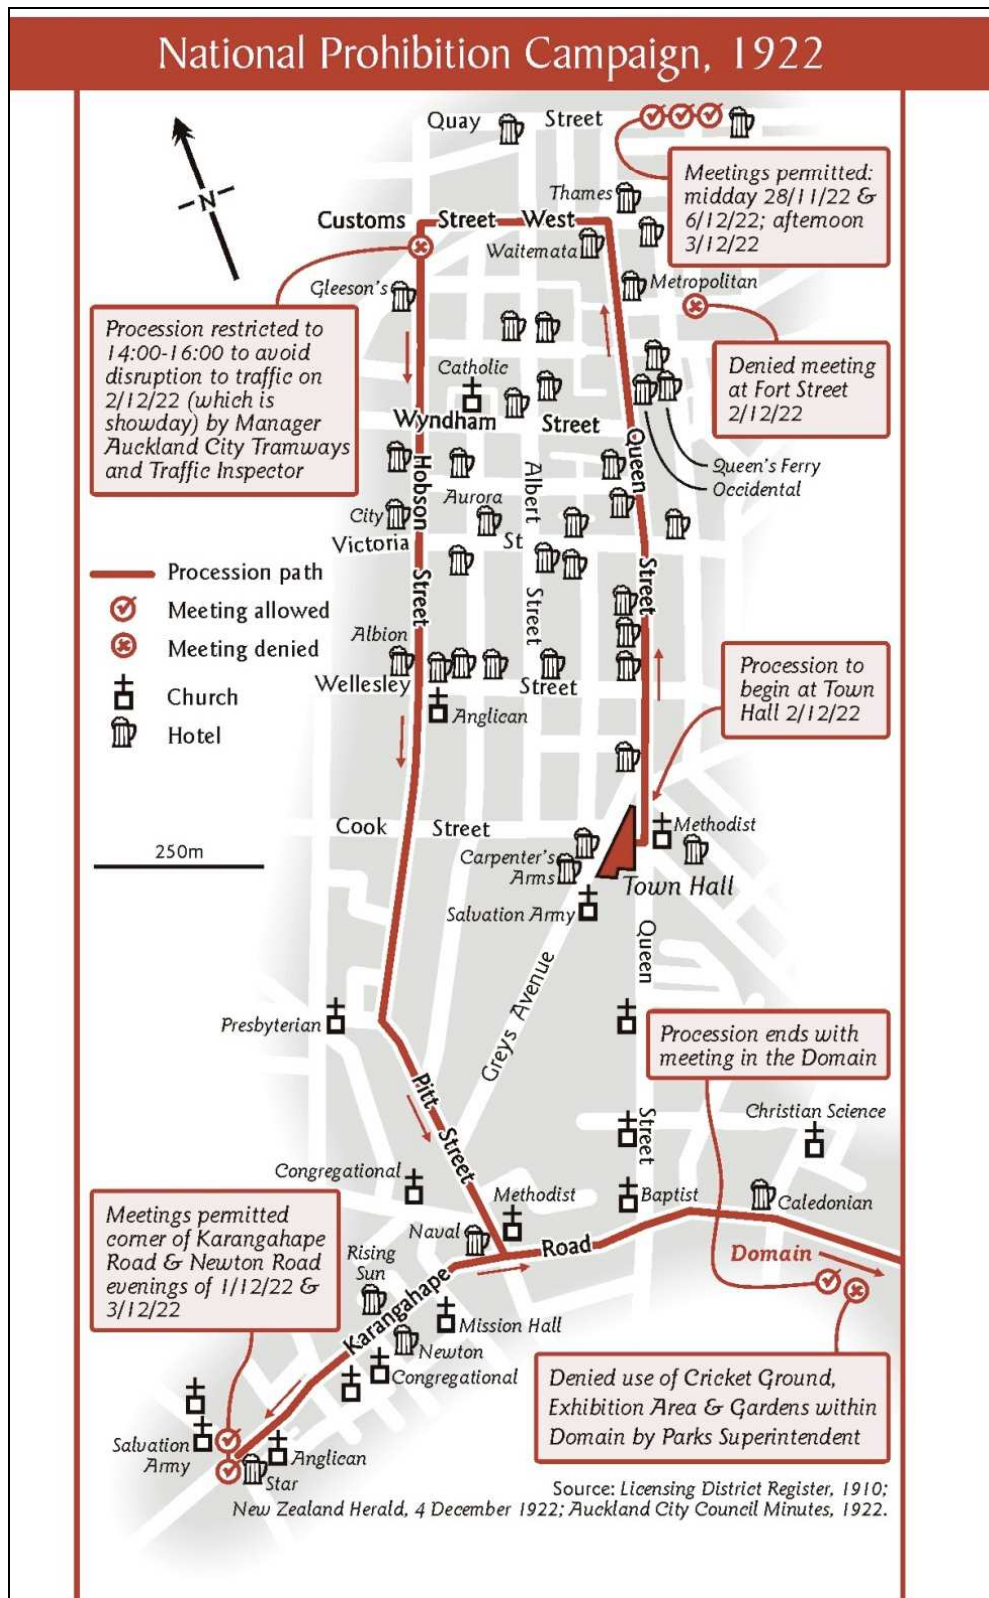 National Prohibition Campaign, 1922
Quay Street
Meetings permitted:
midday 28/11/22 &
6/12/22; afternoon
3/12/22
Thames
Customs Street West
Waitemata
N
Gleeson's
Metropolitan
Procession restricted to
14:00-16:00 to avoid
disruption to traffic on
2/12/22 (which is
showday) by Manager
Auckland City Tramways
and Traffic Inspector
Denied meeting
at Fort Street
2/12/22
Catholic
Wyndham Street
Queen's Ferry
Occidental
Hobson Street
Albert Street
Queen Street
Aurora
City
Victoria St
Procession path
Meeting allowed
Meeting denied
Church
Hotel
Albion
Wellesley Street
Anglican
Procession to
begin at Town
Hall 2/12/22
Cook Street
250m
Methodist
Carpenter's
Arms
Town Hall
Salvation Army
Queen Street
Greys Avenue
Presbyterian
Procession ends with
meeting in the Domain
Pitt Street
Christian Science
Congregational
Methodist
Baptist
Caledonian
Meetings permitted
corner of Karangahape
Road & Newton Road
evenings of 1/12/22 &
3/12/22
Naval
Karangahape Road
Domain
Rising
Sun
Mission Hall
Newton
Congregational
Denied use of Cricket Ground,
Exhibition Area & Gardens within
Domain by Parks Superintendent
Salvation
Army
Anglican
Star
Source: Licensing District Register, 1910;
New Zealand Herald, 4 December 1922; Auckland City Council Minutes, 1922.